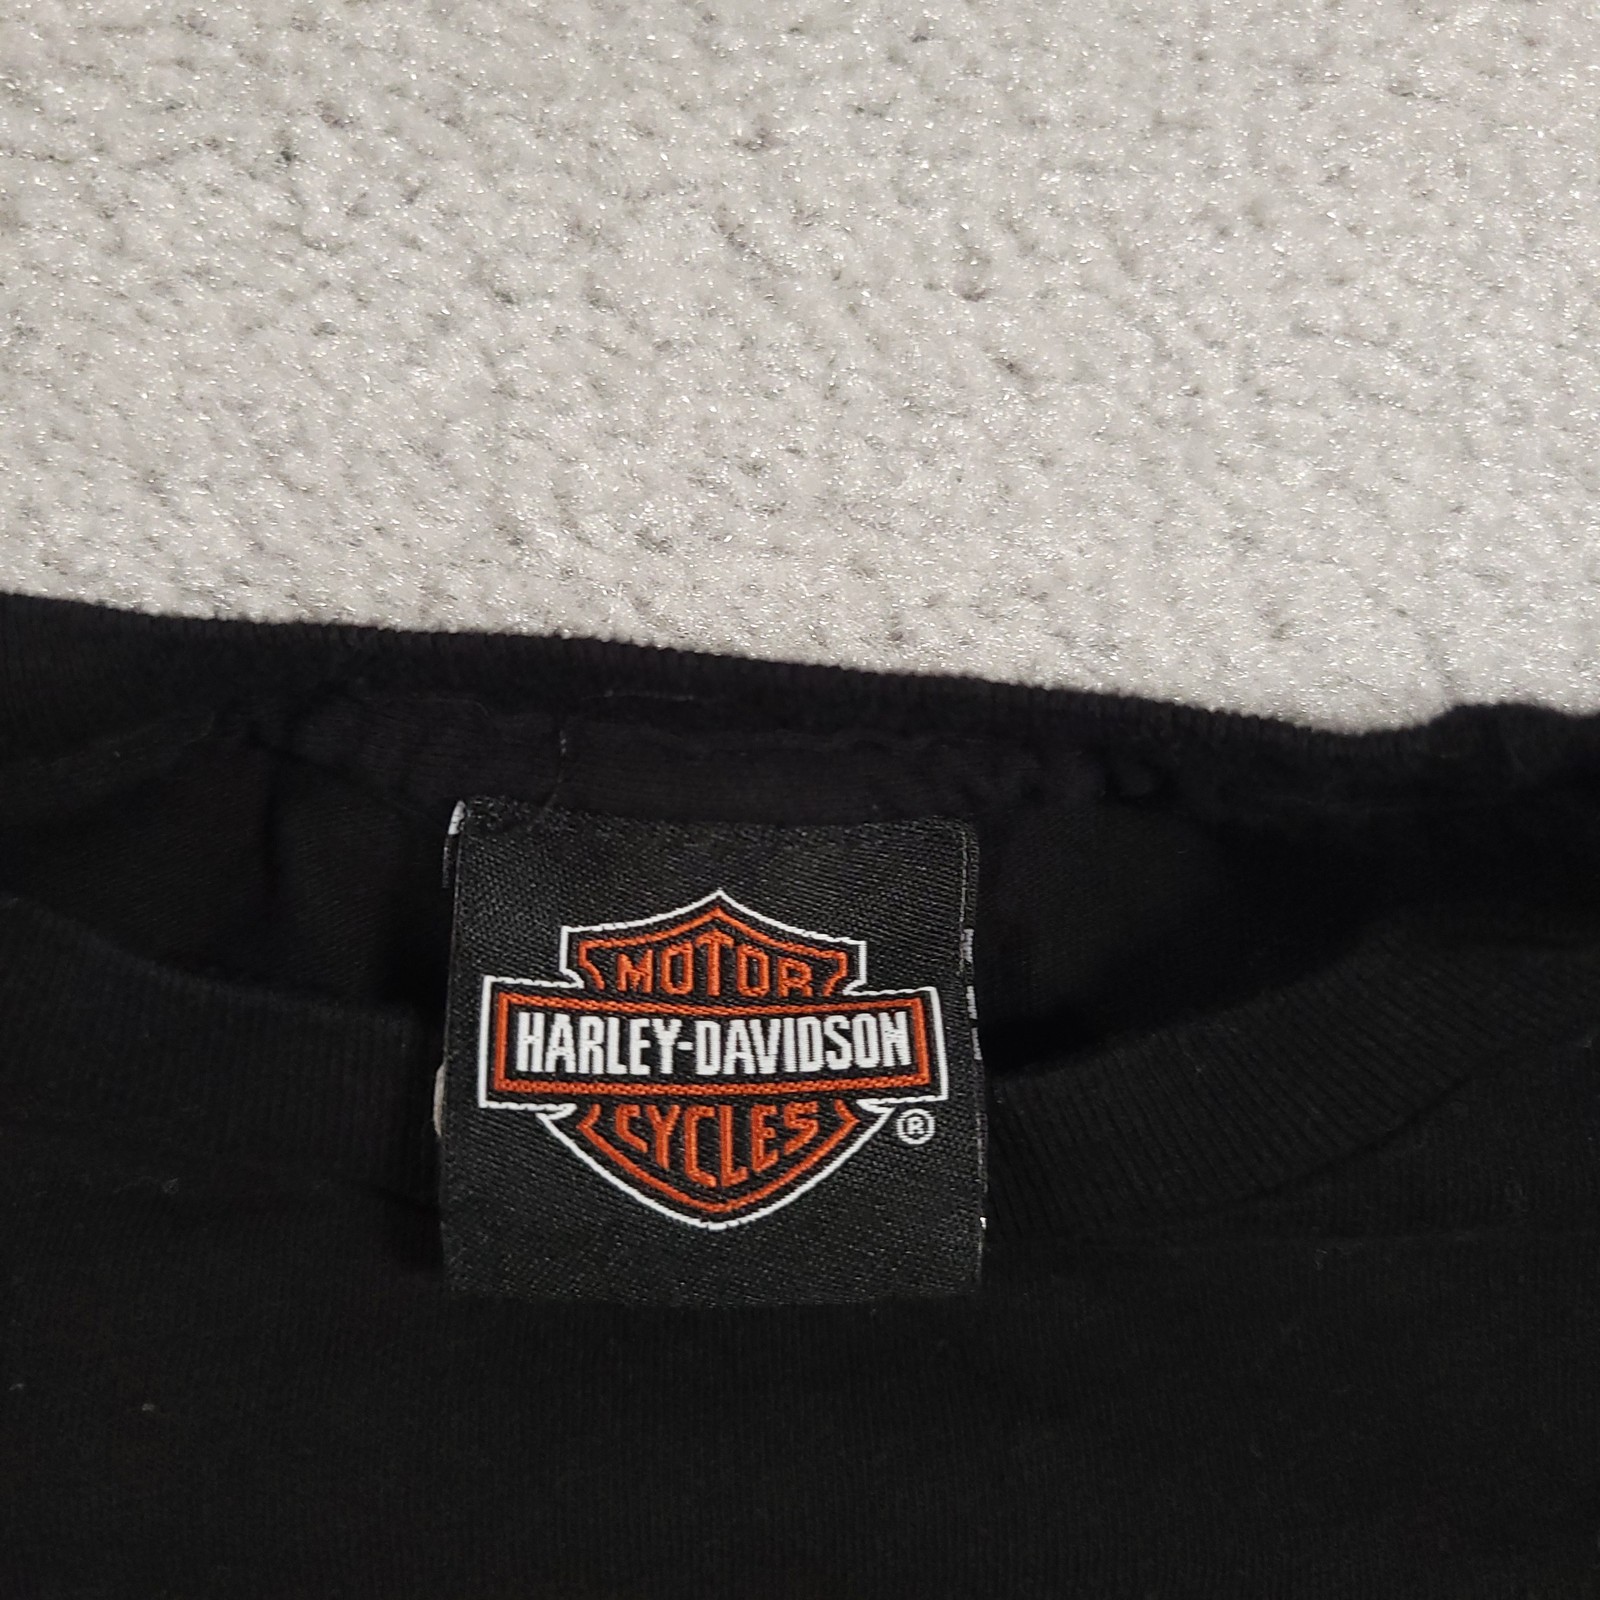 MOTOR
HARLEY-DAVIDSON
CYCLES
®